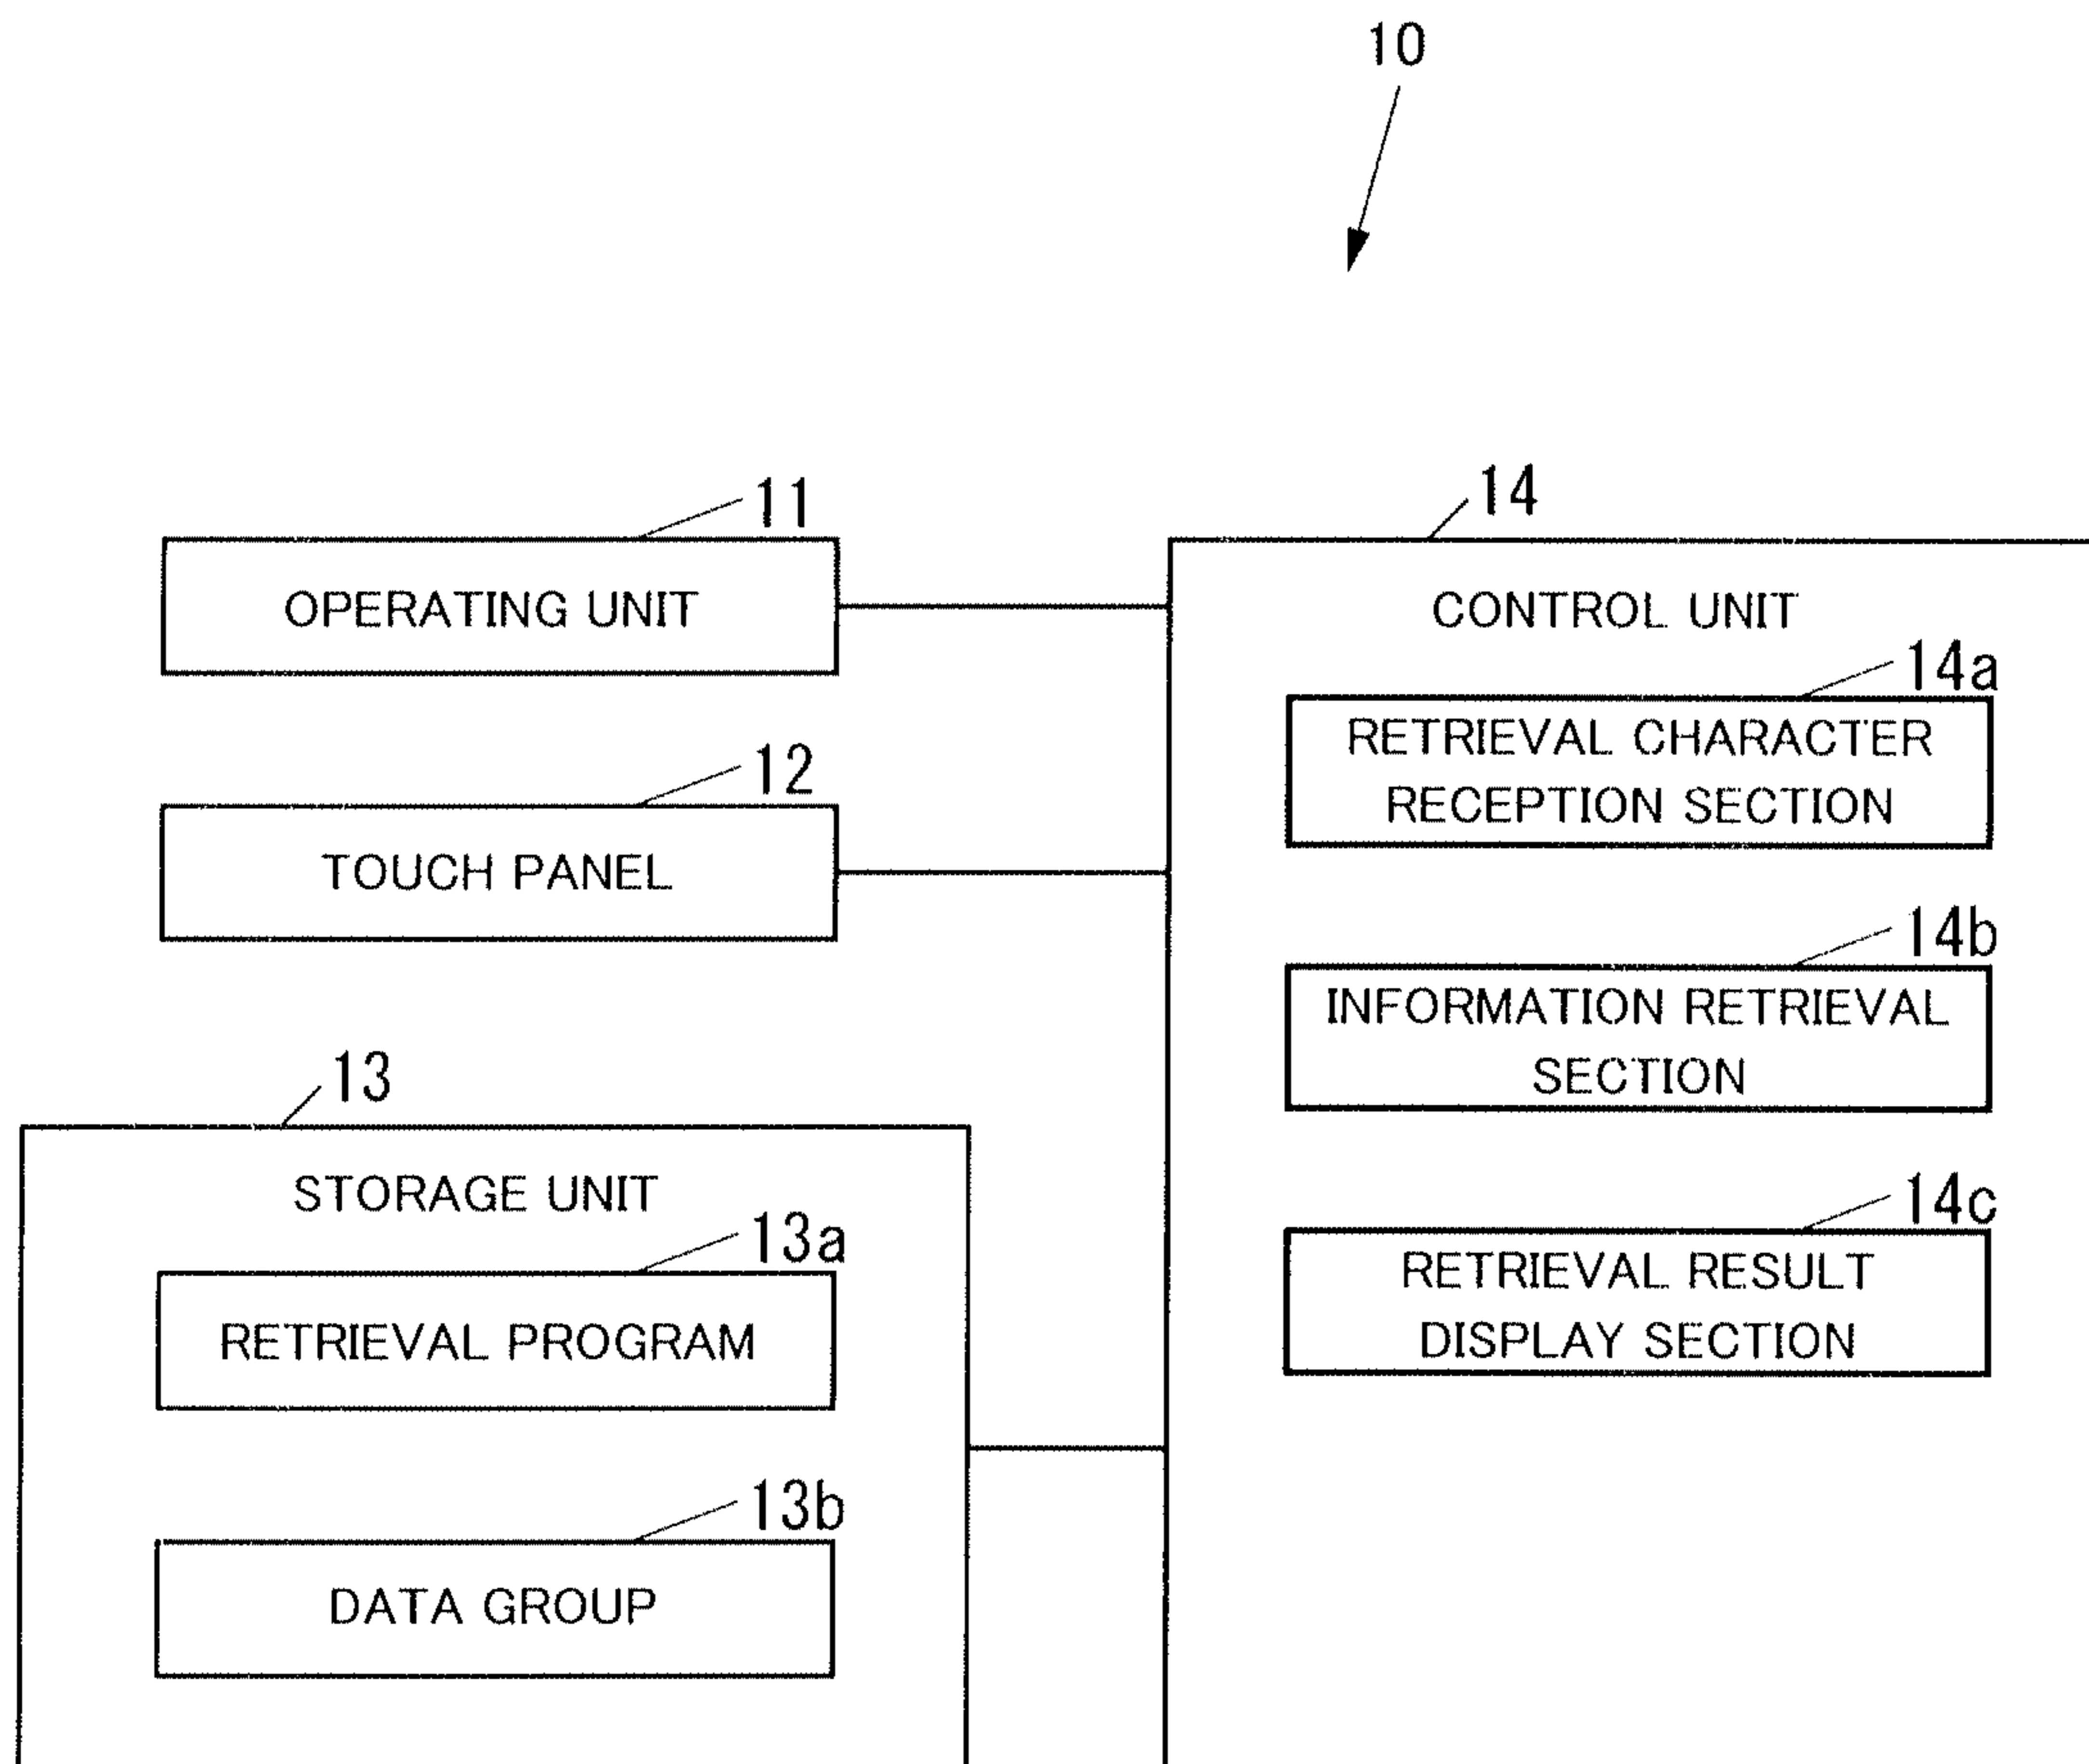 10
11
OPERATING UNIT
12
TOUCH PANEL
13
STORAGE UNIT
13a
RETRIEVAL PROGRAM
13b
DATA GROUP
14
CONTROL UNIT
14a
RETRIEVAL CHARACTER
RECEPTION SECTION
14b
INFORMATION RETRIEVAL
SECTION
14c
RETRIEVAL RESULT
DISPLAY SECTION